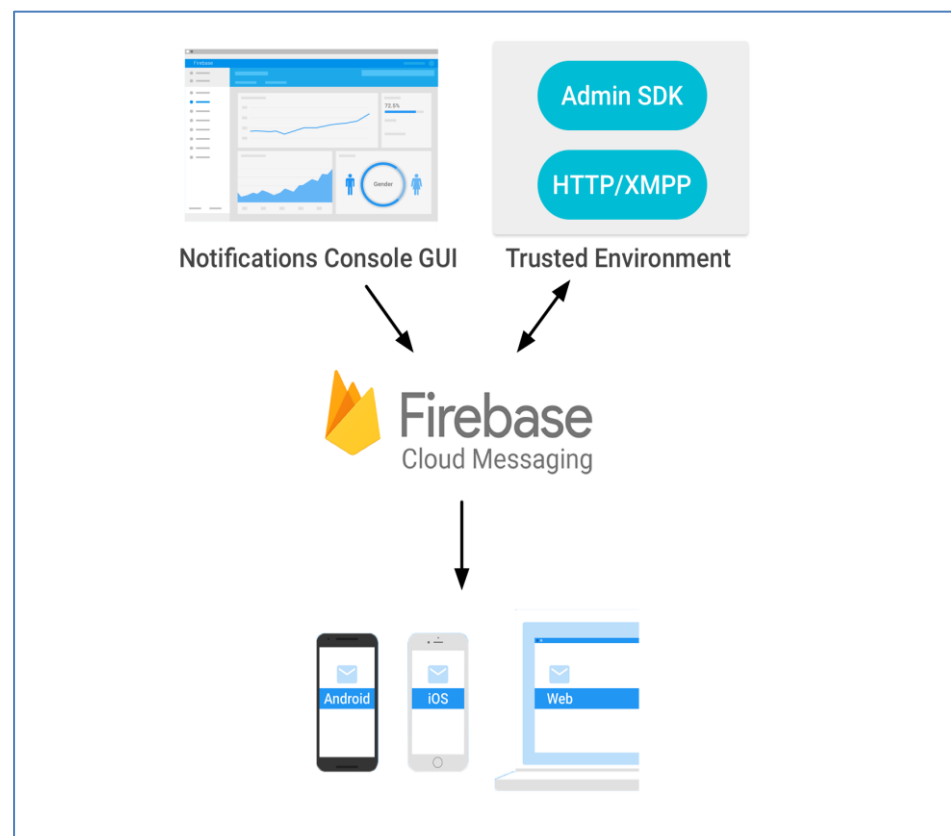 Firebase
72.5%
Gender
Notifications Console GUI
Admin SDK
HTTP/XMPP
Trusted Environment
Firebase
Cloud Messaging
Android
iOS
Web